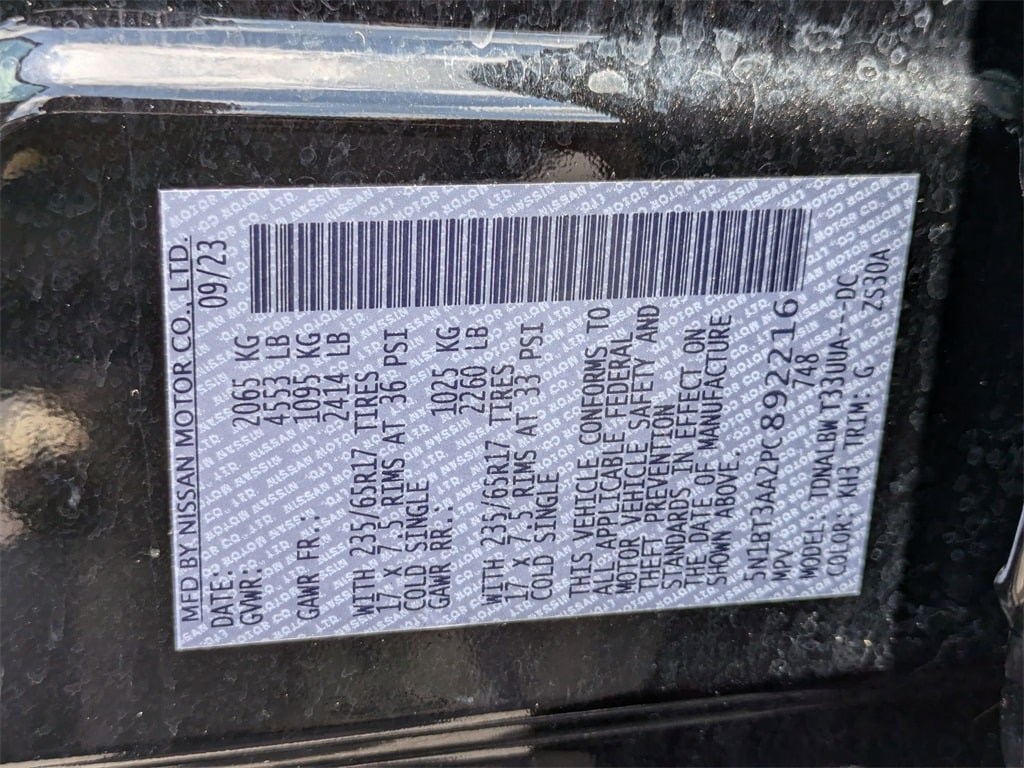 MFD BY NISSAN MOTOR CO., LTD.
DATE: 09/23
GVWR: 2065 KG
4553 LB
GAWR FR.: 1095 KG
2414 LB
WITH 235/65R17 TIRES
17 X 7.5 RIMS AT 36 PSI
COLD SINGLE
GAWR RR.: 1025 KG
2260 LB
WITH 235/65R17 TIRES
17 X 7.5 RIMS AT 33 PSI
COLD SINGLE
THIS VEHICLE CONFORMS TO
ALL APPLICABLE FEDERAL
MOTOR VEHICLE SAFETY AND
THEFT PREVENTION
STANDARDS IN EFFECT ON
THE DATE OF MANUFACTURE
SHOWN ABOVE
5N1BT3AA2PC892216
MPV 748
MODEL: TDNALBWT33UUA---DC
COLOR: KH3 TRIM: G ZS30A